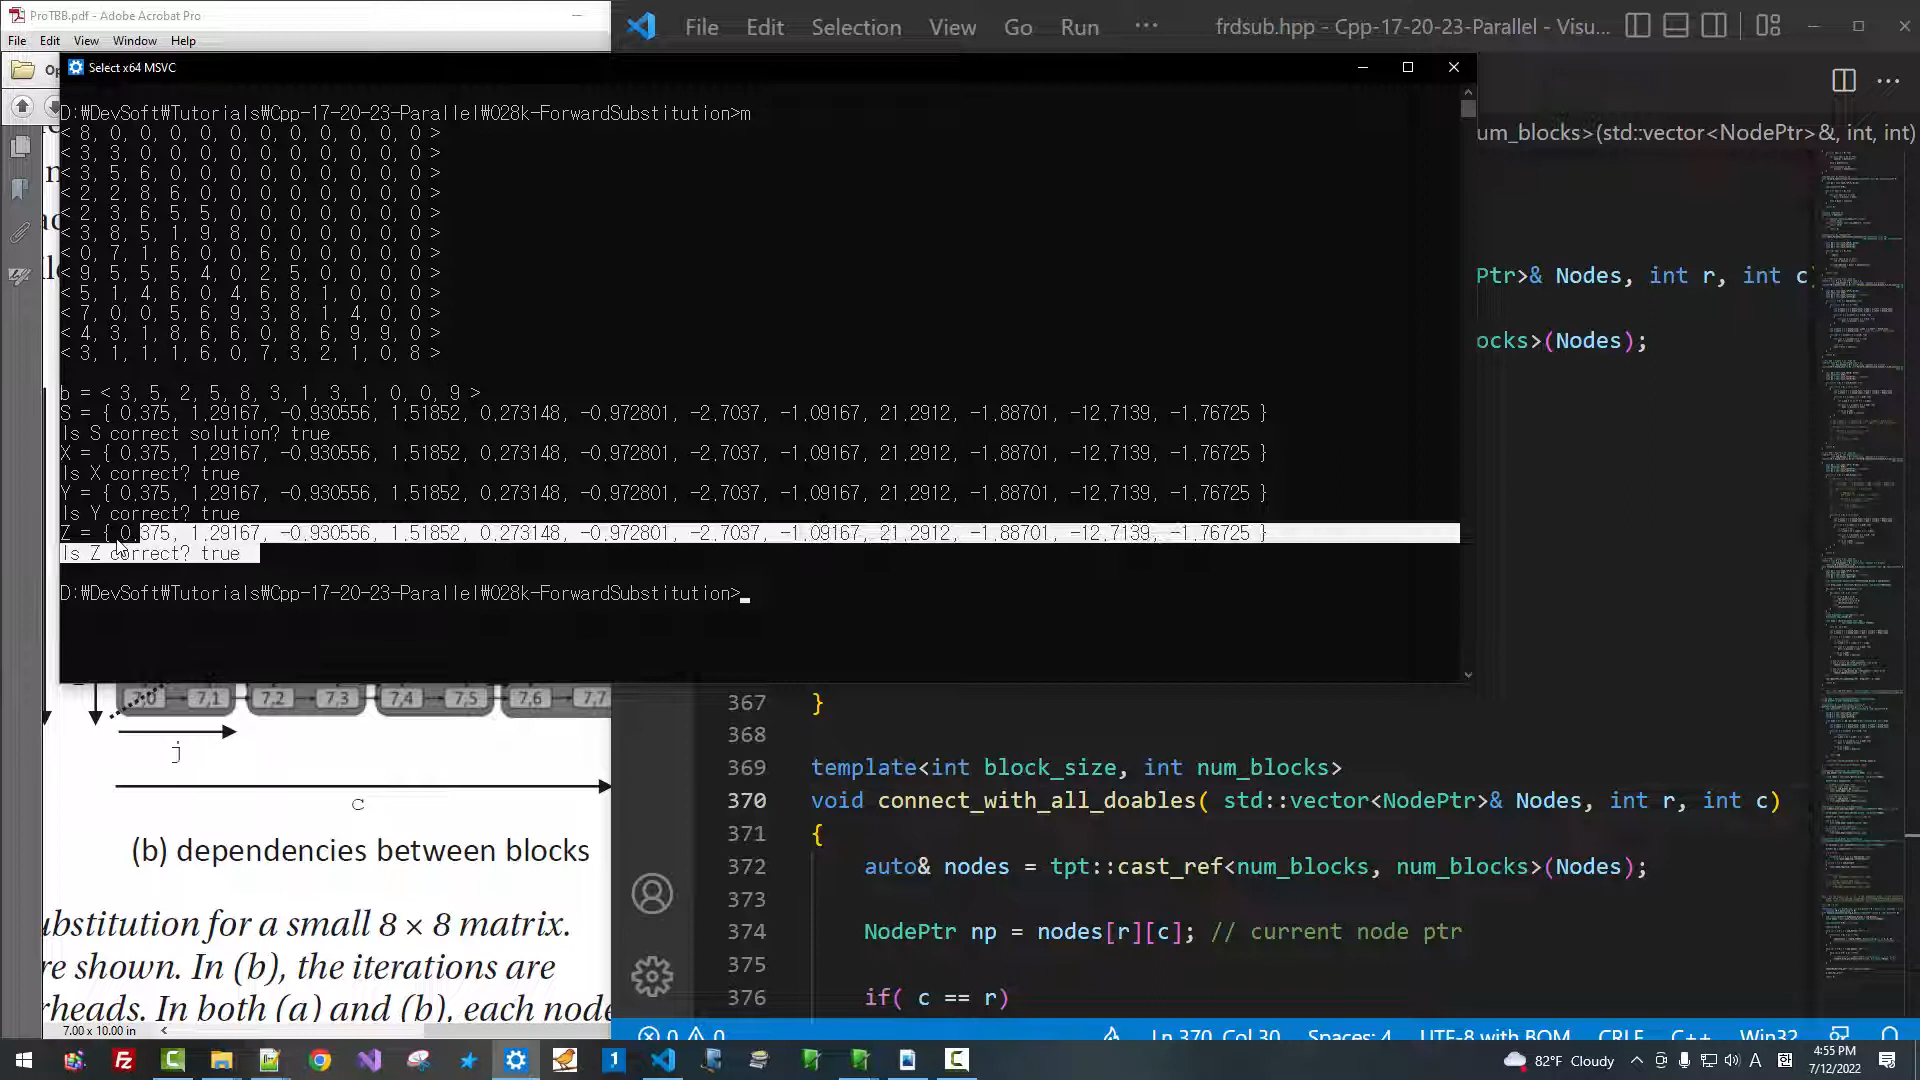 ProTBB.pdf - Adobe Acrobat Pro
File Edit View Window Help
File Edit Selection View Go Run ··· frdsub.hpp - Cpp-17-20-23-Parallel - Visu...
Select x64 MSVC
D:₩DevSoft₩Tutorials₩Cpp-17-20-23-Parallel₩028k-ForwardSubstitution>m
< 8, 0, 0, 0, 0, 0, 0, 0, 0, 0, 0, 0 >
< 3, 3, 0, 0, 0, 0, 0, 0, 0, 0, 0, 0 >
< 3, 5, 6, 0, 0, 0, 0, 0, 0, 0, 0, 0 >
< 2, 2, 8, 6, 0, 0, 0, 0, 0, 0, 0, 0 >
< 2, 3, 6, 5, 5, 0, 0, 0, 0, 0, 0, 0 >
< 3, 8, 5, 1, 9, 8, 0, 0, 0, 0, 0, 0 >
< 0, 7, 1, 6, 0, 0, 6, 0, 0, 0, 0, 0 >
< 9, 5, 5, 5, 4, 0, 2, 5, 0, 0, 0, 0 >
< 5, 1, 4, 6, 0, 4, 6, 8, 1, 0, 0, 0 >
< 7, 0, 0, 5, 6, 9, 3, 8, 1, 4, 0, 0 >
< 4, 3, 1, 8, 6, 6, 0, 8, 6, 9, 9, 0 >
< 3, 1, 1, 1, 6, 0, 7, 3, 2, 1, 0, 8 >
b = < 3, 5, 2, 5, 8, 3, 1, 3, 1, 0, 0, 9 >
S = { 0.375, 1.29167, -0.930556, 1.51852, 0.273148, -0.972801, -2.7037, -1.09167, 21.2912, -1.88701, -12.7139, -1.76725 }
Is S correct solution? true
X = { 0.375, 1.29167, -0.930556, 1.51852, 0.273148, -0.972801, -2.7037, -1.09167, 21.2912, -1.88701, -12.7139, -1.76725 }
Is X correct? true
Y = { 0.375, 1.29167, -0.930556, 1.51852, 0.273148, -0.972801, -2.7037, -1.09167, 21.2912, -1.88701, -12.7139, -1.76725 }
Is Y correct? true
Z = { 0.375, 1.29167, -0.930556, 1.51852, 0.273148, -0.972801, -2.7037, -1.09167, 21.2912, -1.88701, -12.7139, -1.76725 }
Is Z correct? true
D:₩DevSoft₩Tutorials₩Cpp-17-20-23-Parallel₩028k-ForwardSubstitution>
um_blocks>(std::vector<NodePtr>&, int, int)
Ptr>& Nodes, int r, int c
ocks>(Nodes);
7,0 7,1 7,2 7,3 7,4 7,5 7,6 7,7
j
c
(b) dependencies between blocks
ubstitution for a small 8 × 8 matrix.
re shown. In (b), the iterations are
rheads. In both (a) and (b), each node
7.00 x 10.00 in
367 }
368
369 template<int block_size, int num_blocks>
370 void connect_with_all_doables( std::vector<NodePtr>& Nodes, int r, int c)
371 {
372 auto& nodes = tpt::cast_ref<num_blocks, num_blocks>(Nodes);
373
374 NodePtr np = nodes[r][c]; // current node ptr
375
376 if( c == r)
0 0 Ln 370, Col 30 Spaces: 4 UTF-8 with BOM CRLF C++ Win32
82°F Cloudy A 한 4:55 PM
7/12/2022